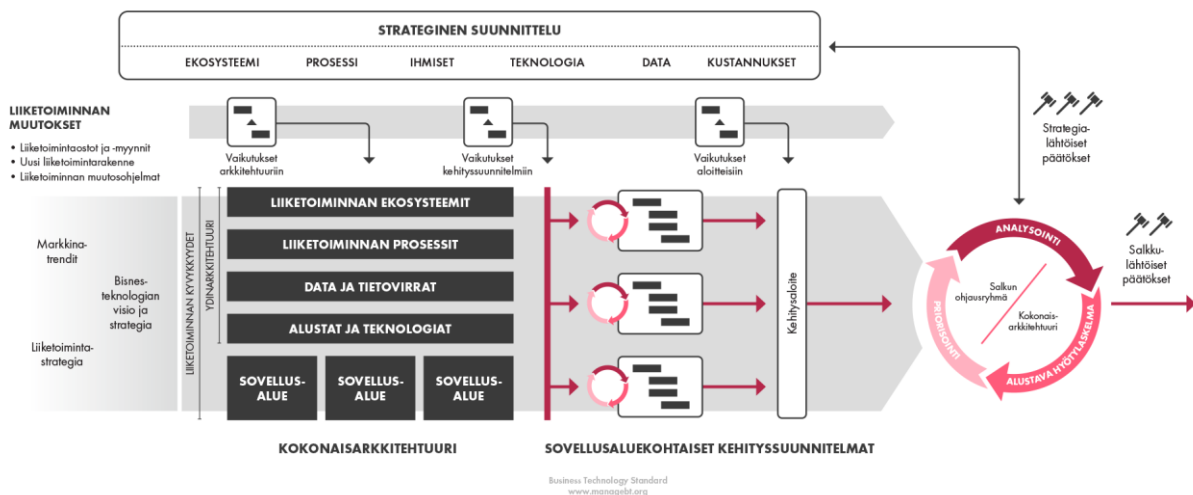 STRATEGINEN SUUNNITTELU
EKOSYSTEEMI PROSESSI IHMISET TEKNOLOGIA DATA KUSTANNUKSET
LIIKETOIMINNAN
MUUTOKSET
• Liiketoimintaostot ja -myynnit
• Uusi liiketoimintarakenne
• Liiketoiminnan muutosohjelmat
Vaikutukset
arkkitehtuuriin
Vaikutukset
kehityssuunnitelmiin
Vaikutukset
aloitteisiin
Strategia-
lähtöiset
päätökset
Markkina-
trendit
Bisnes-
teknologian
visio ja
strategia
Liiketoiminta-
strategia
LIIKETOIMINNAN KYVYKKYYDET
YDINARKKITEHTUURI
LIIKETOIMINNAN EKOSYSTEEMIT
LIIKETOIMINNAN PROSESSIT
DATA JA TIETOVIRRAT
ALUSTAT JA TEKNOLOGIAT
SOVELLUS-
ALUE
SOVELLUS-
ALUE
SOVELLUS-
ALUE
Kehitysaloite
ANALYSOINTI
PRIORISOINTI
ALUSTAVA HYÖTYLASKELMA
Salkun
ohjausryhmä
Kokonais-
arkkitehtuuri
Salkku-
lähtöiset
päätökset
KOKONAISARKKITEHTUURI
SOVELLUSALUEKOHTAISET KEHITYSSUUNNITELMAT
Business Technology Standard
www.managebt.org